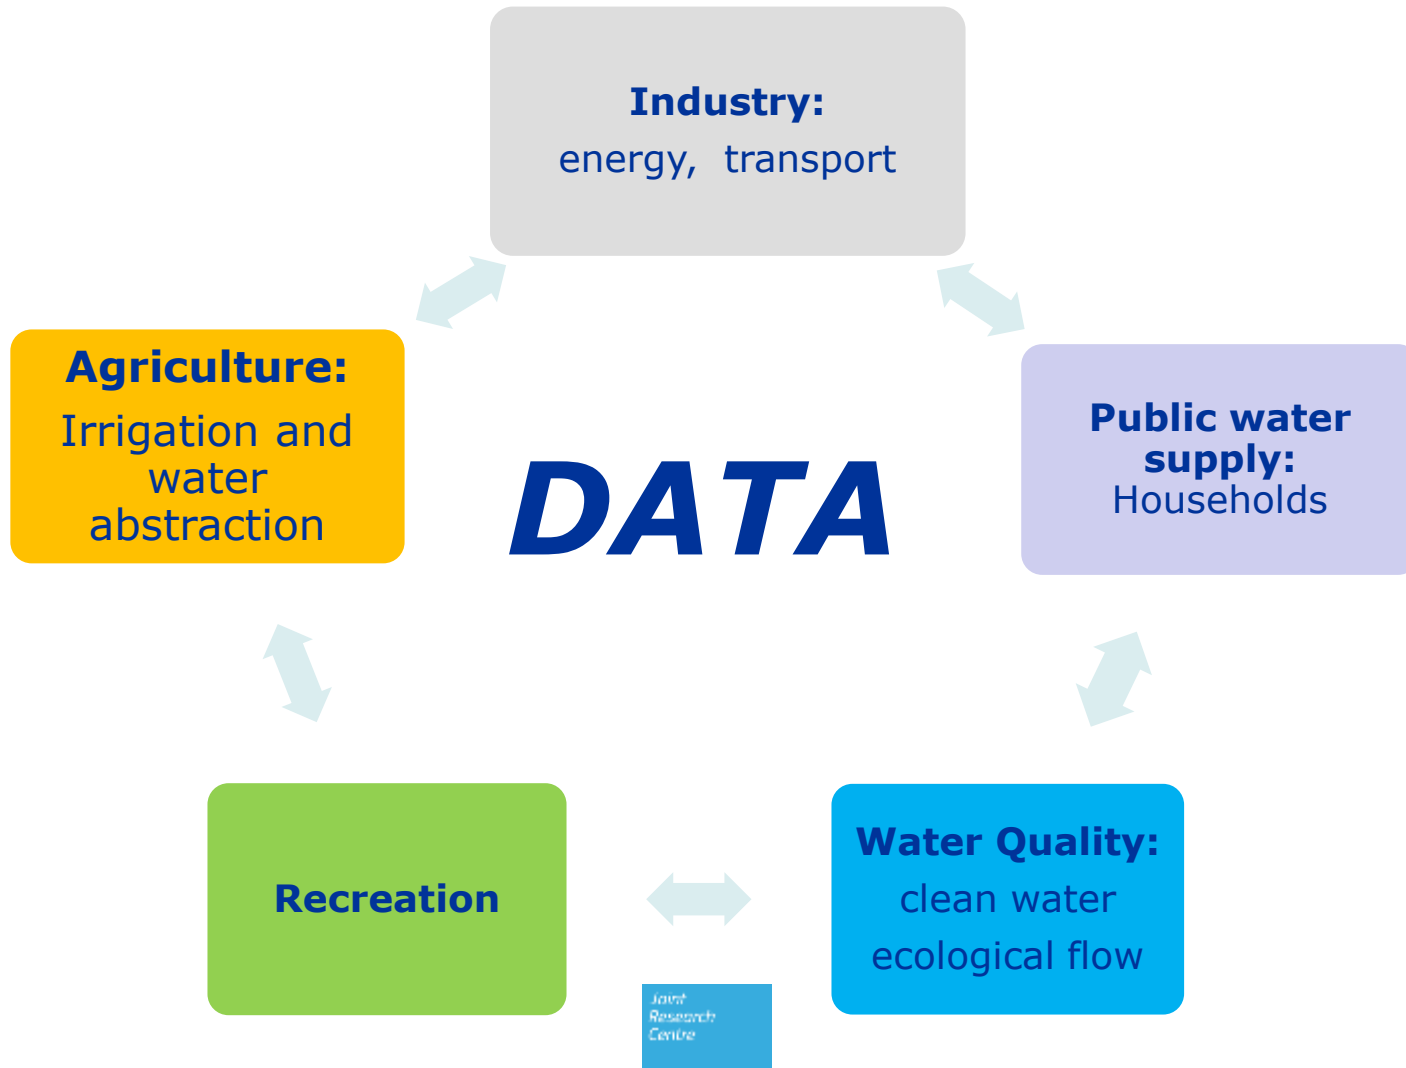 Industry:
energy, transport
Agriculture:
Irrigation and
water
abstraction
DATA
Public water
supply:
Households
Recreation
Water Quality:
clean water
ecological flow
Joint
Research
Centre